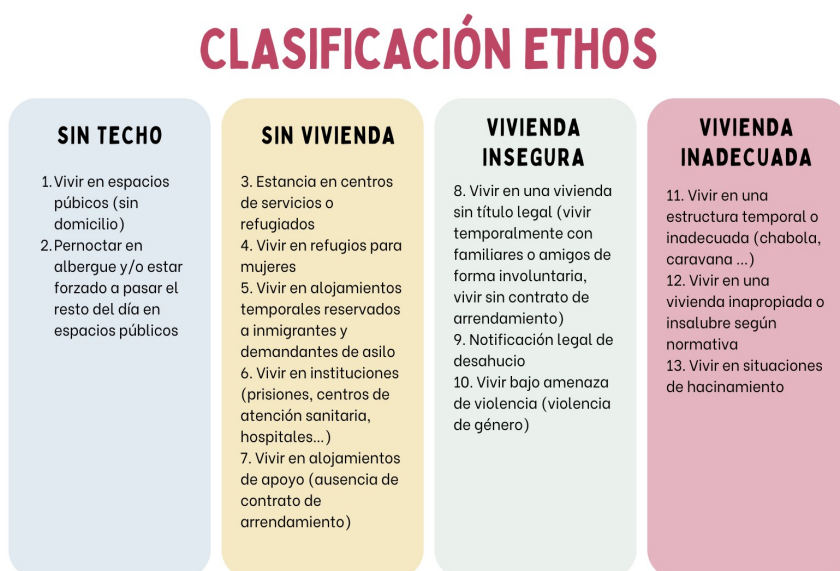 CLASIFICACIÓN ETHOS
SIN TECHO
1. Vivir en espacios
púbicos (sin
domicilio)
2. Pernoctar en
albergue y/o estar
forzado a pasar el
resto del día en
espacios públicos
SIN VIVIENDA
3. Estancia en centros
de servicios o
refugiados
4. Vivir en refugios para
mujeres
5. Vivir en alojamientos
temporales reservados
a inmigrantes y
demandantes de asilo
6. Vivir en instituciones
(prisiones, centros de
atención sanitaria,
hospitales...)
7. Vivir en alojamientos
de apoyo (ausencia de
contrato de
arrendamiento)
VIVIENDA
INSEGURA
8. Vivir en una vivienda
sin título legal (vivir
temporalmente con
familiares o amigos de
forma involuntaria,
vivir sin contrato de
arrendamiento)
9. Notificación legal de
desahucio
10. Vivir bajo amenaza
de violencia (violencia
de género)
VIVIENDA
INADECUADA
11. Vivir en una
estructura temporal o
inadecuada (chabola,
caravana ...)
12. Vivir en una
vivienda inapropiada o
insalubre según
normativa
13. Vivir en situaciones
de hacinamiento